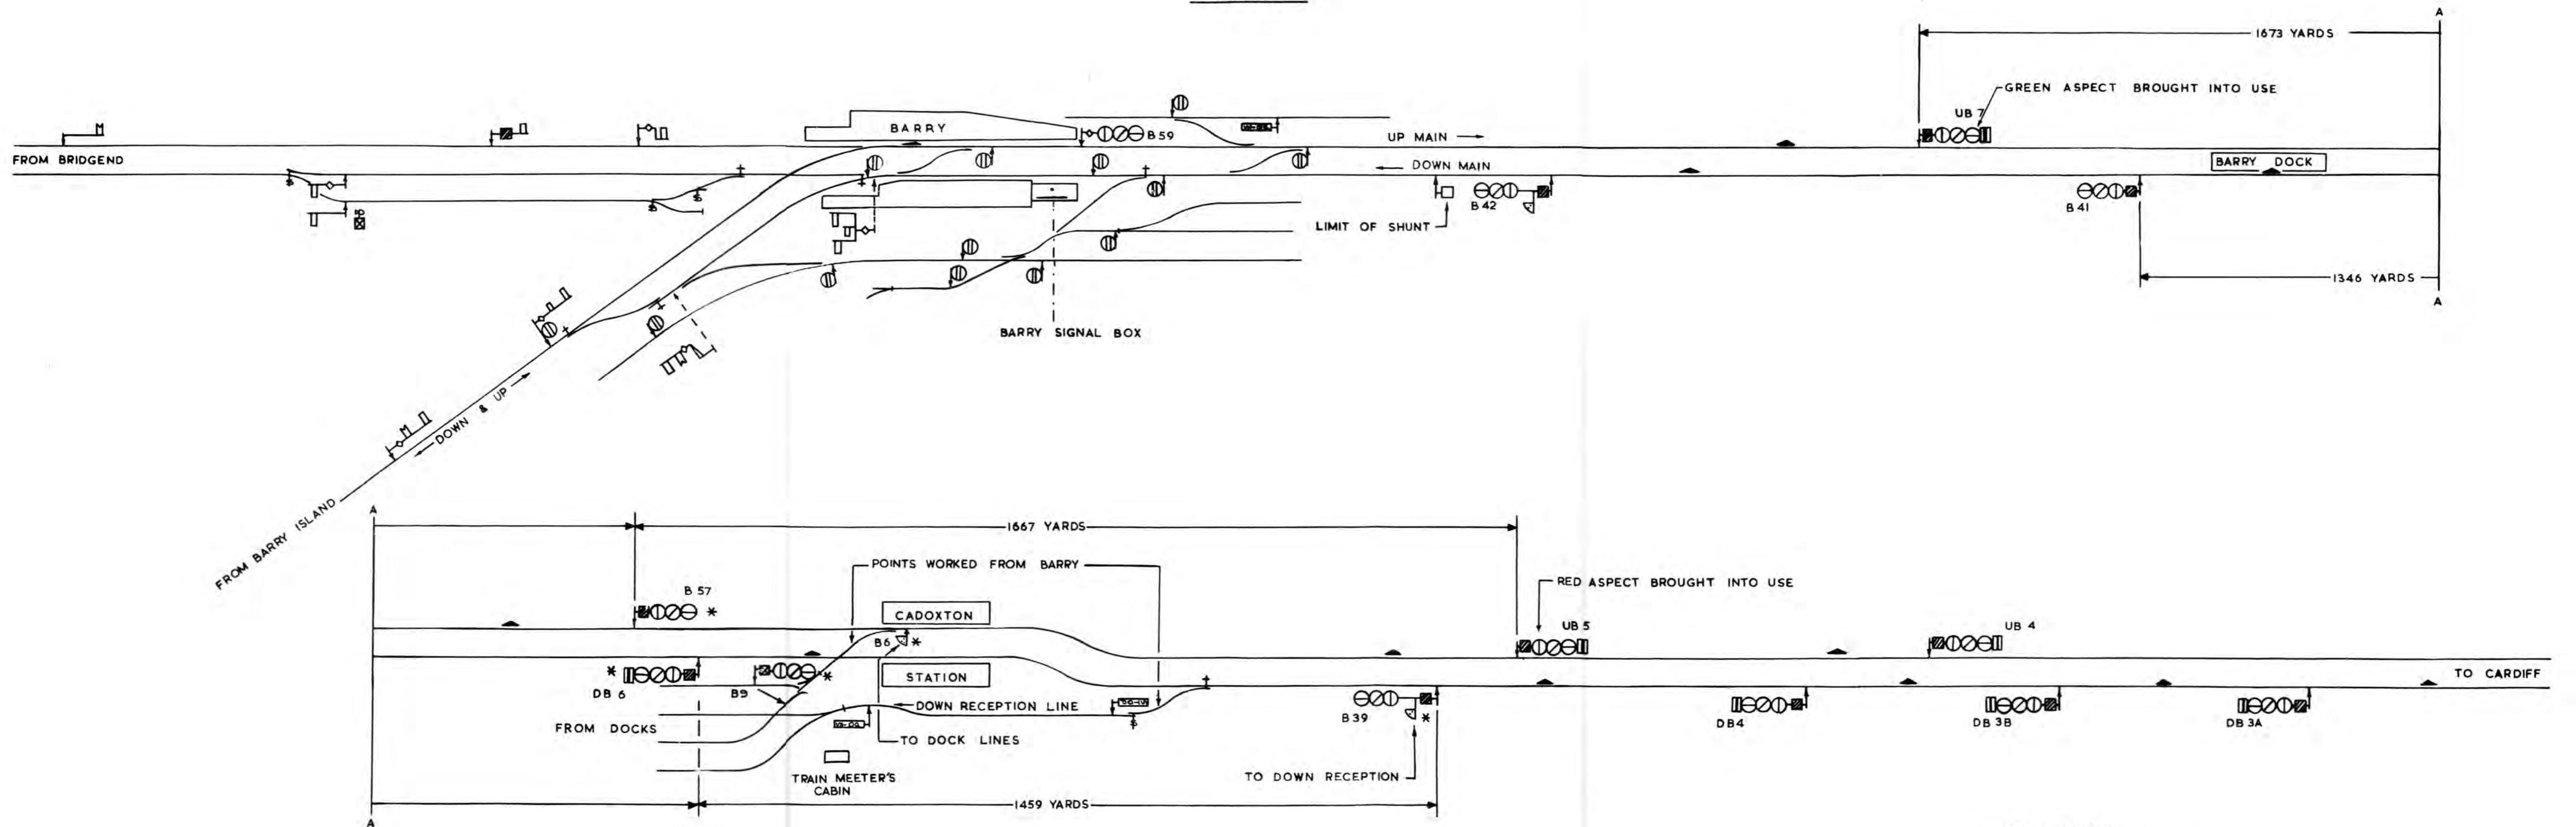 A
1673 YARDS
GREEN ASPECT BROUGHT INTO USE
UB 7
BARRY
B 59
UP MAIN
FROM BRIDGEND
DOWN MAIN
BARRY DOCK
B 42
B 41
LIMIT OF SHUNT
1346 YARDS
A
BARRY SIGNAL BOX
DOWN & UP
FROM BARRY ISLAND
A
1667 YARDS
POINTS WORKED FROM BARRY
RED ASPECT BROUGHT INTO USE
B 57
*
CADOXTON
UB 5
UB 4
B6
*
STATION
TO CARDIFF
*
DB 6
B9
*
DOWN RECEPTION LINE
B 39
*
DB4
DB 3B
DB 3A
FROM DOCKS
TO DOCK LINES
TRAIN MEETER'S
CABIN
TO DOWN RECEPTION
1459 YARDS
A